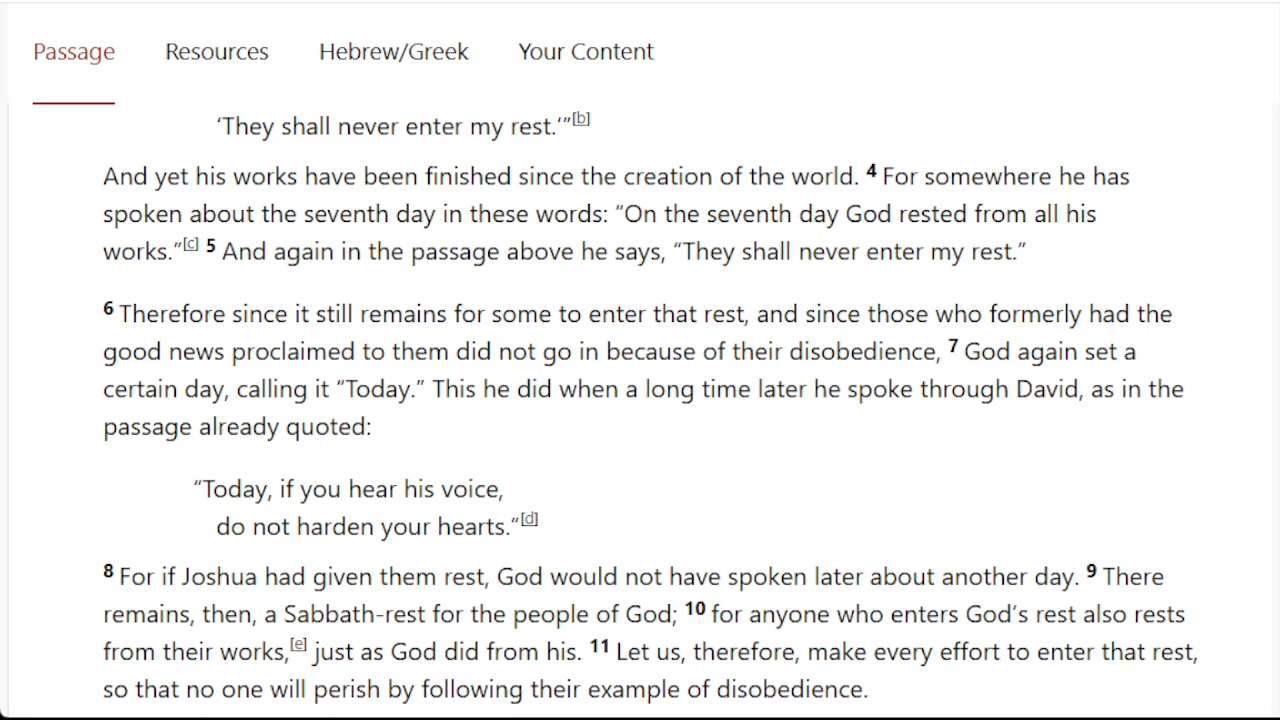 Passage Resources Hebrew/Greek Your Content
‘They shall never enter my rest.’”[b]
And yet his works have been finished since the creation of the world. 4 For somewhere he has
spoken about the seventh day in these words: “On the seventh day God rested from all his
works.”[c] 5 And again in the passage above he says, “They shall never enter my rest.”
6 Therefore since it still remains for some to enter that rest, and since those who formerly had the
good news proclaimed to them did not go in because of their disobedience, 7 God again set a
certain day, calling it “Today.” This he did when a long time later he spoke through David, as in the
passage already quoted:
“Today, if you hear his voice,
do not harden your hearts.”[d]
8 For if Joshua had given them rest, God would not have spoken later about another day. 9 There
remains, then, a Sabbath-rest for the people of God; 10 for anyone who enters God’s rest also rests
from their works,[e] just as God did from his. 11 Let us, therefore, make every effort to enter that rest,
so that no one will perish by following their example of disobedience.